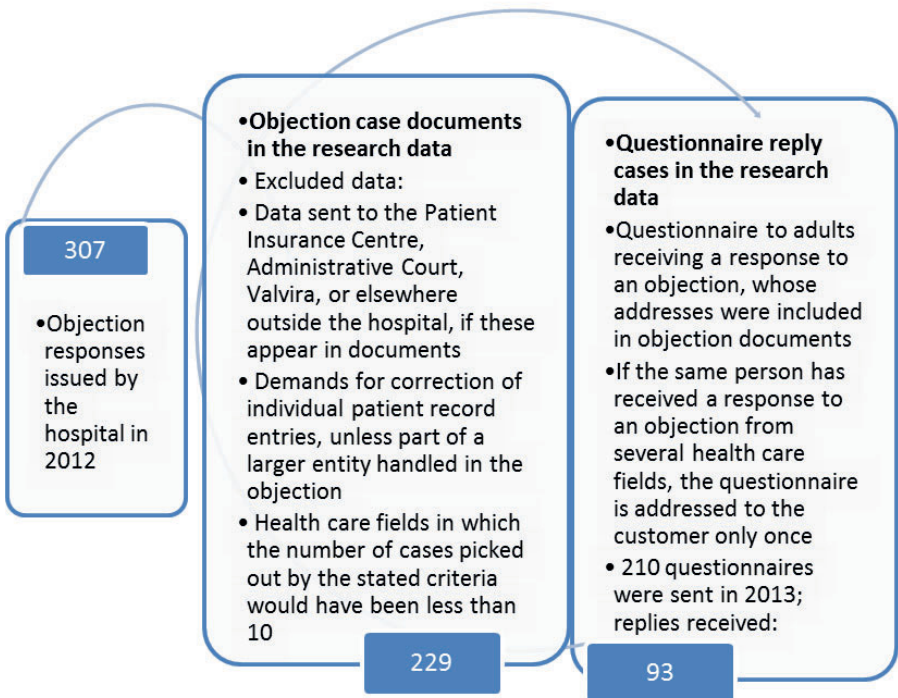 307
•Objection
responses
issued by
the
hospital in
2012
•Objection case documents
in the research data
• Excluded data:
• Data sent to the Patient
Insurance Centre,
Administrative Court,
Valvira, or elsewhere
outside the hospital, if these
appear in documents
• Demands for correction of
individual patient record
entries, unless part of a
larger entity handled in the
objection
• Health care fields in which
the number of cases picked
out by the stated criteria
would have been less than
10
229
•Questionnaire reply
cases in the research
data
•Questionnaire to adults
receiving a response to
an objection, whose
addresses were included
in objection documents
•If the same person has
received a response to
an objection from
several health care
fields, the questionnaire
is addressed to the
customer only once
• 210 questionnaires
were sent in 2013;
replies received:
93